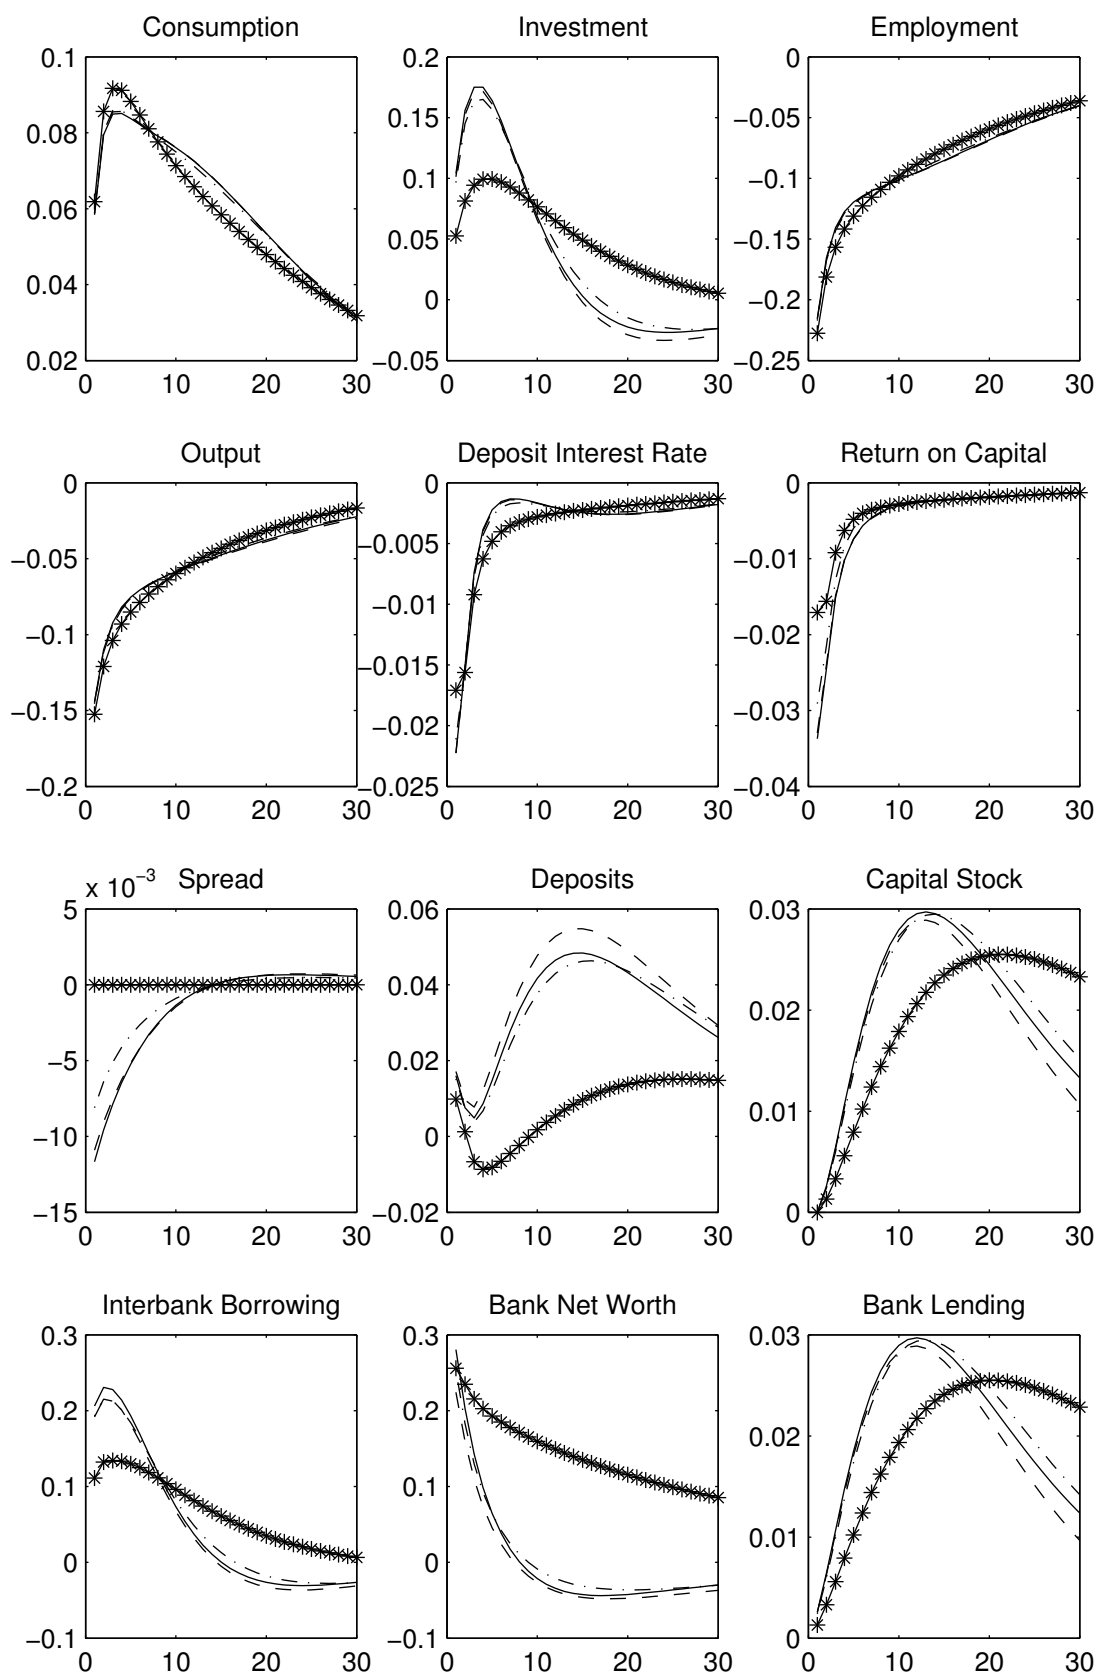 Consumption
Investment
Employment
0.1
0.08
0.06
0.04
0.02
0 10 20 30
0.2
0.15
0.1
0.05
0
−0.05
0 10 20 30
0
−0.05
−0.1
−0.15
−0.2
−0.25
0 10 20 30
Output
Deposit Interest Rate
Return on Capital
0
−0.05
−0.1
−0.15
−0.2
0 10 20 30
0
−0.005
−0.01
−0.015
−0.02
−0.025
0 10 20 30
0
−0.01
−0.02
−0.03
−0.04
0 10 20 30
x 10−3 Spread
Deposits
Capital Stock
5
0
−5
−10
−15
0 10 20 30
0.06
0.04
0.02
0
−0.02
0 10 20 30
0.03
0.02
0.01
0
0 10 20 30
Interbank Borrowing
Bank Net Worth
Bank Lending
0.3
0.2
0.1
0
−0.1
0 10 20 30
0.3
0.2
0.1
0
−0.1
0 10 20 30
0.03
0.02
0.01
0
0 10 20 30